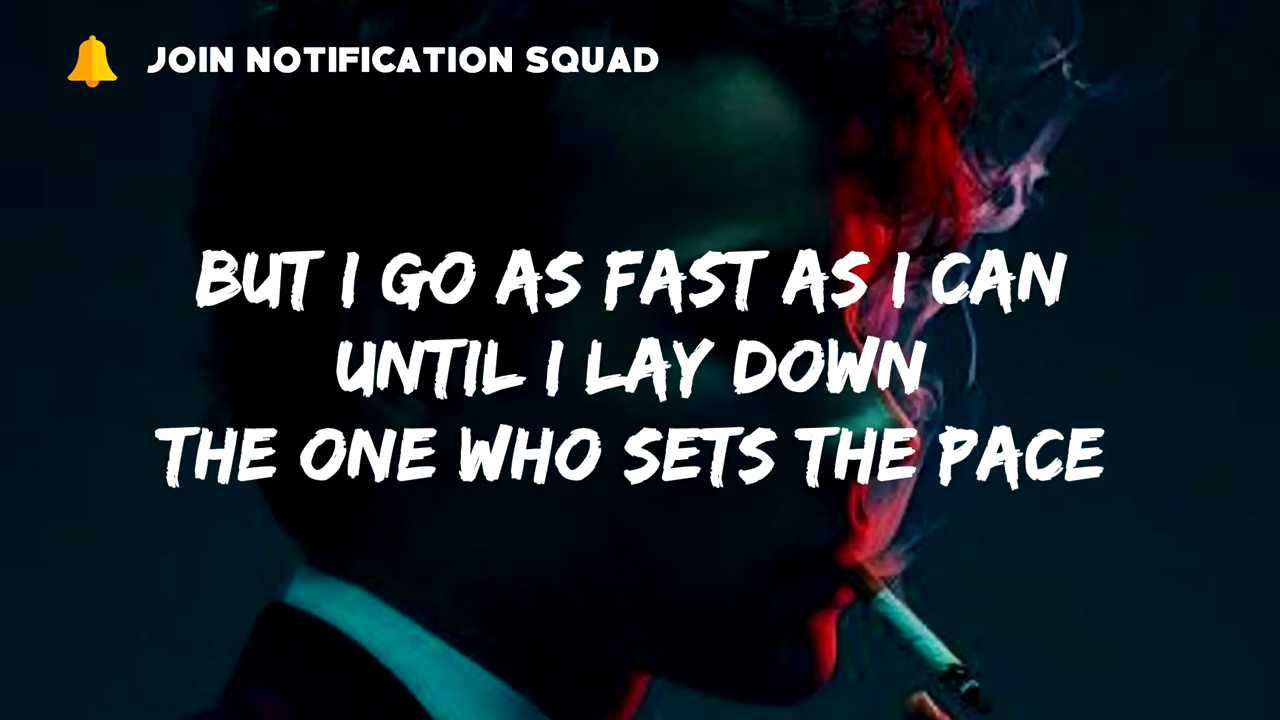 JOIN NOTIFICATION SQUAD
BUT I GO AS FAST AS I CAN
UNTIL I LAY DOWN
THE ONE WHO SETS THE PACE